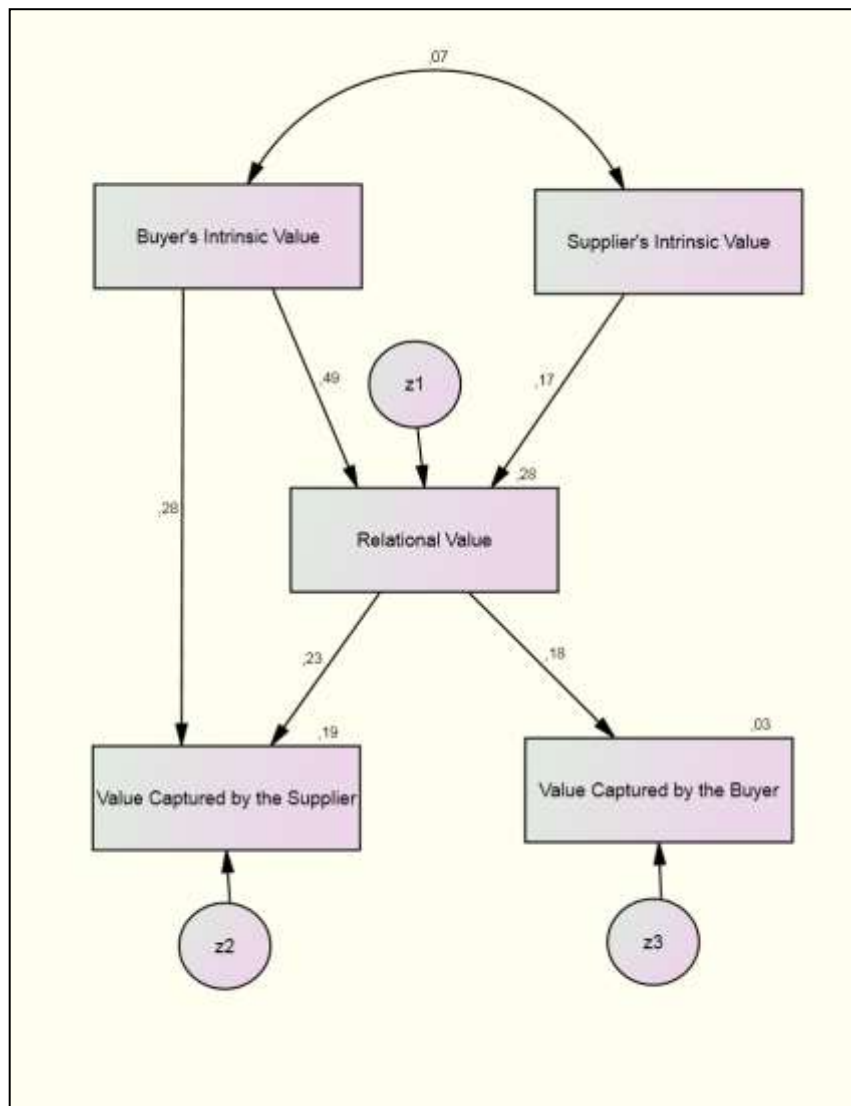 ,07
Buyer's Intrinsic Value
Supplier's Intrinsic Value
,49
z1
,17
,28
,28
Relational Value
,23
,18
,19
,03
Value Captured by the Supplier
Value Captured by the Buyer
z2
z3